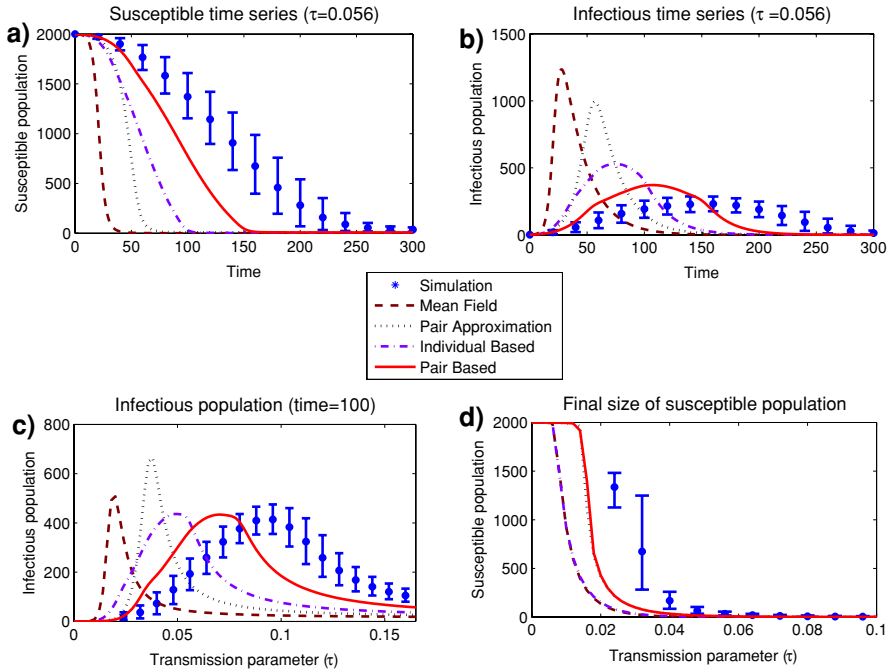 a) Susceptible time series (τ=0.056)
Susceptible population
2000
1500
1000
500
0
0 50 100 150 200 250 300
Time
b) Infectious time series (τ =0.056)
Infectious population
1500
1000
500
0
0 50 100 150 200 250 300
Time
Simulation
Mean Field
Pair Approximation
Individual Based
Pair Based
c) Infectious population (time=100)
Infectious population
800
600
400
200
0
0 0.05 0.1 0.15
Transmission parameter (τ)
d) Final size of susceptible population
Susceptible population
2000
1500
1000
500
0
0 0.02 0.04 0.06 0.08 0.1
Transmission parameter (τ)